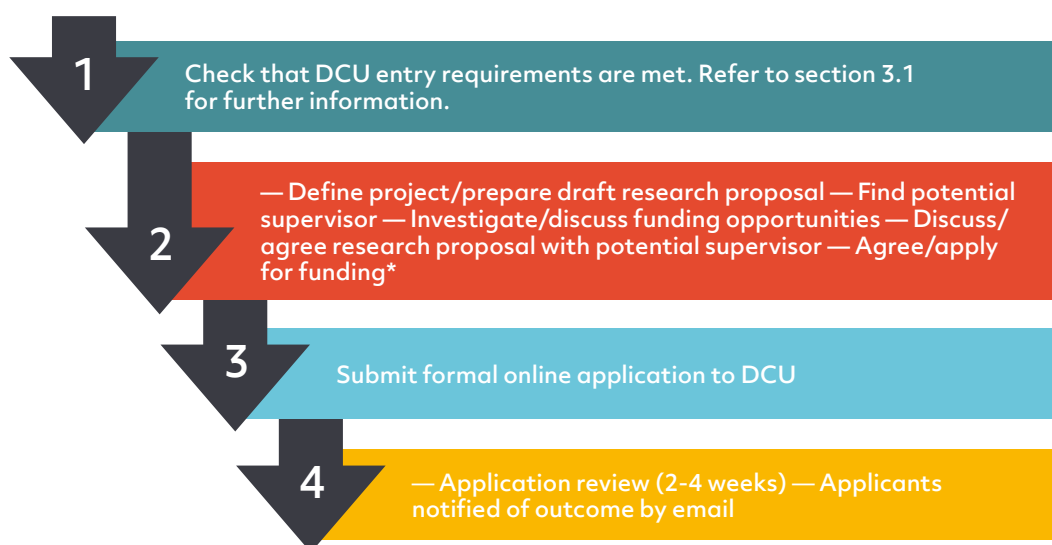 1
Check that DCU entry requirements are met. Refer to section 3.1
for further information.
2
— Define project/prepare draft research proposal — Find potential
supervisor — Investigate/discuss funding opportunities — Discuss/
agree research proposal with potential supervisor — Agree/apply
for funding*
3
Submit formal online application to DCU
4
— Application review (2-4 weeks) — Applicants
notified of outcome by email